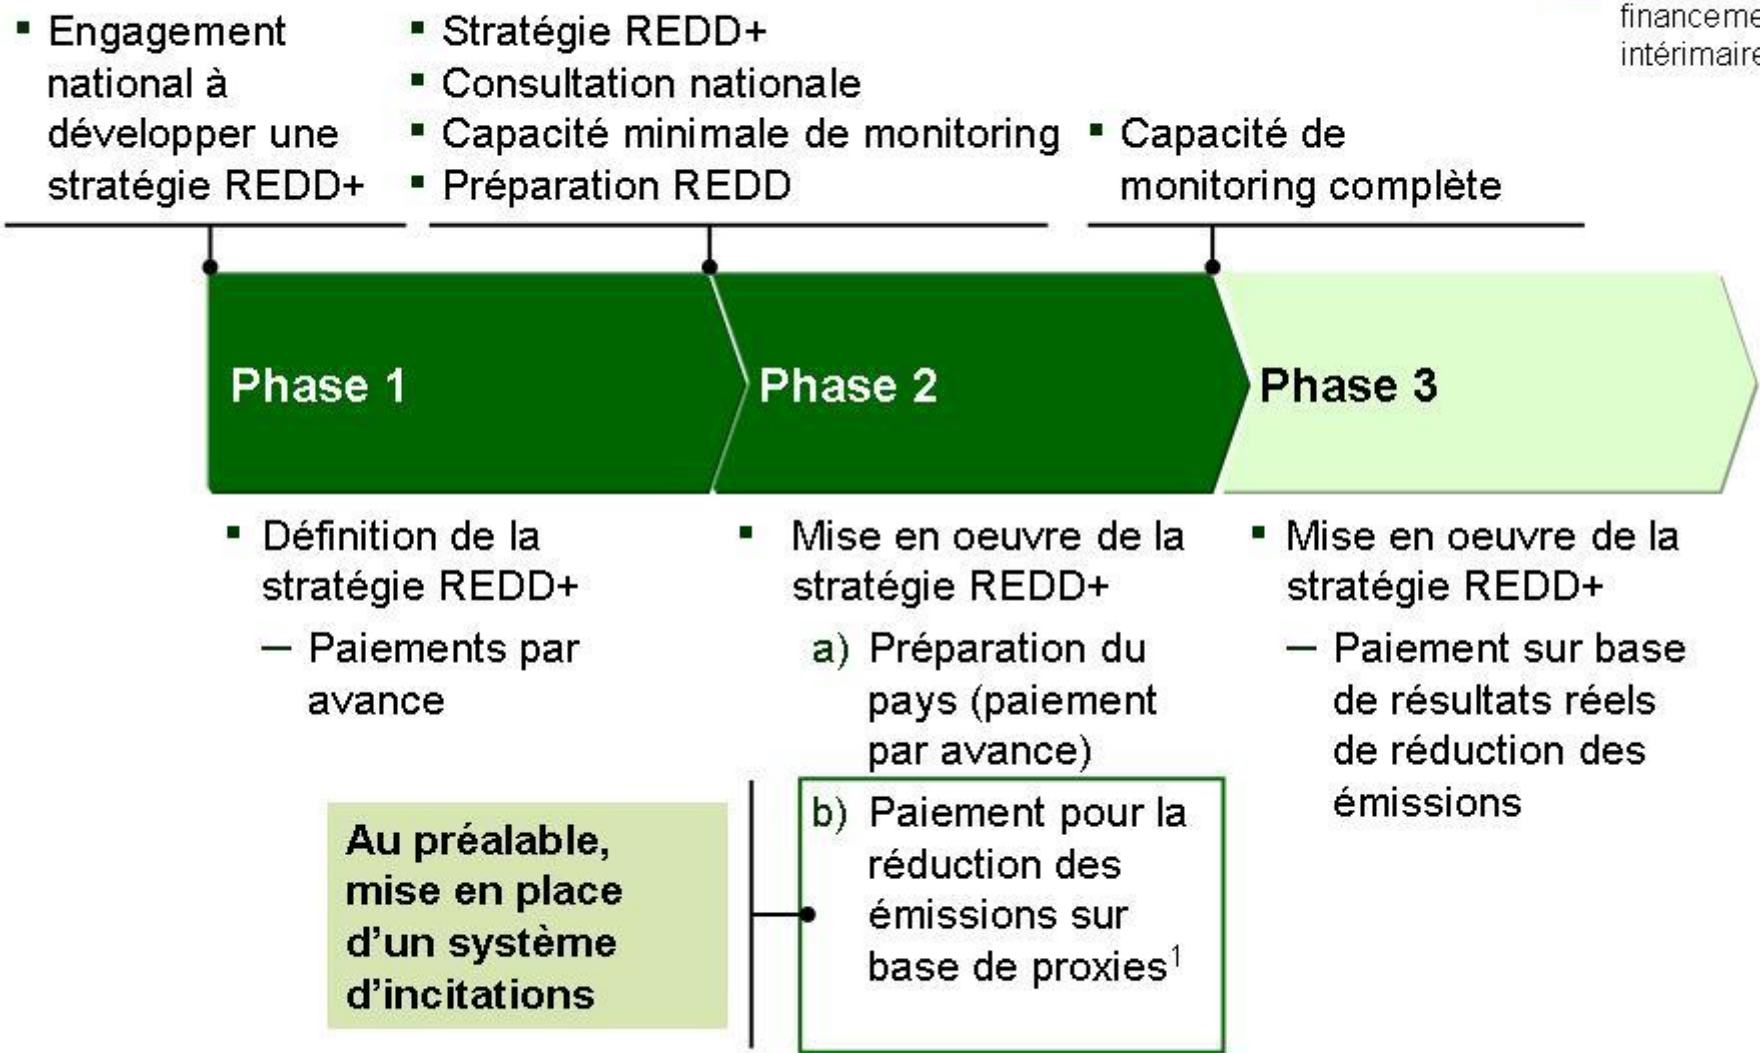 ▪ Engagement
national à
développer une
stratégie REDD+
▪ Stratégie REDD+
▪ Consultation nationale
▪ Capacité minimale de monitoring
▪ Préparation REDD
▪ Capacité de
monitoring complète
Phase 1
Phase 2
Phase 3
▪ Définition de la
stratégie REDD+
— Paiements par
avance
▪ Mise en oeuvre de la
stratégie REDD+
a) Préparation du
pays (paiement
par avance)
b) Paiement pour la
réduction des
émissions sur
base de proxies¹
Au préalable,
mise en place
d'un système
d'incitations
▪ Mise en oeuvre de la
stratégie REDD+
— Paiement sur base
de résultats réels
de réduction des
émissions